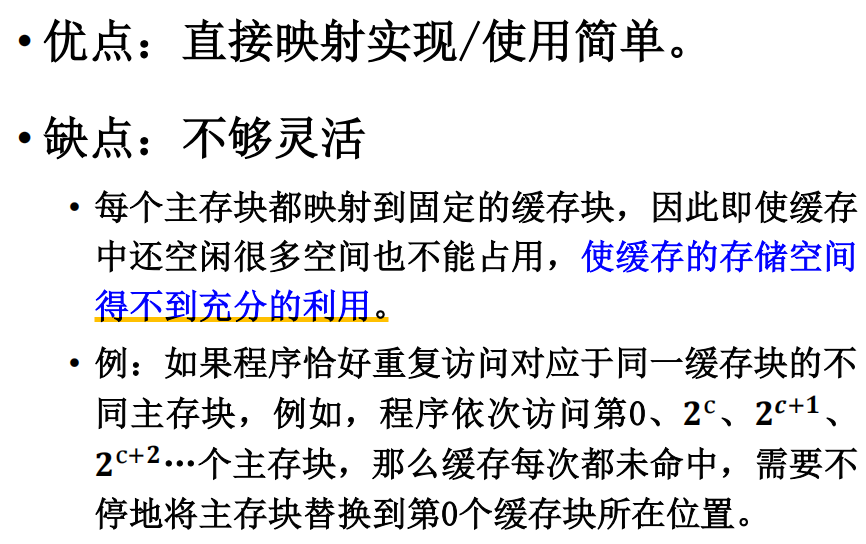 • 优点：直接映射实现/使用简单。
• 缺点：不够灵活
• 每个主存块都映射到固定的缓存块，因此即使缓存
中还空闲很多空间也不能占用，使缓存的存储空间
得不到充分的利用。
• 例：如果程序恰好重复访问对应于同一缓存块的不
同主存块，例如，程序依次访问第0、2ᶜ、2ᶜ⁺¹、
2ᶜ⁺²…个主存块，那么缓存每次都未命中，需要不
停地将主存块替换到第0个缓存块所在位置。